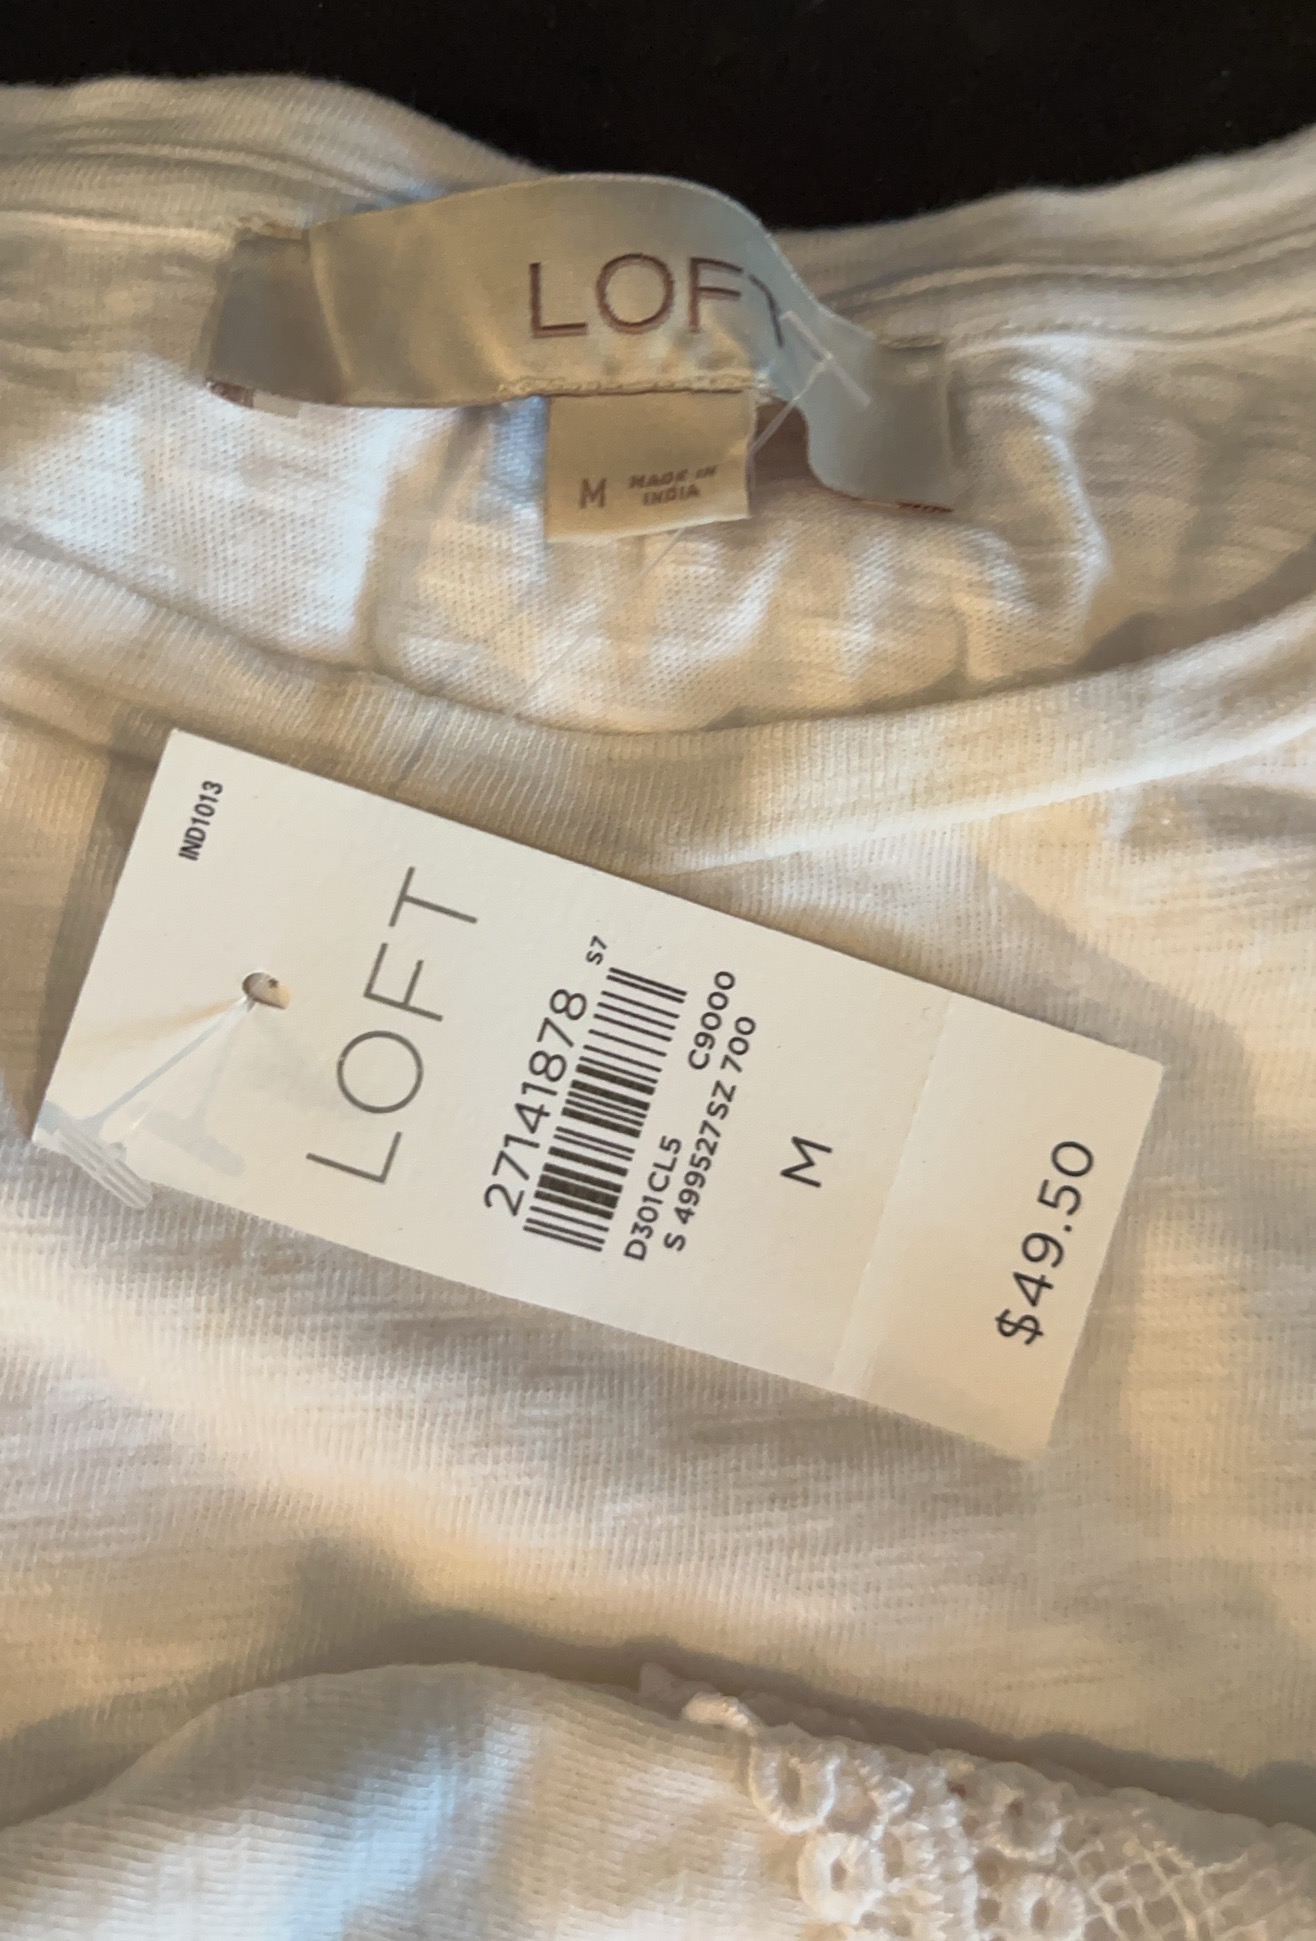 LOFT
M MADE IN
INDIA
IND1013
LOFT
27141878 S7
D301CL5 C9000
S 499527SZ 700
M
$49.50